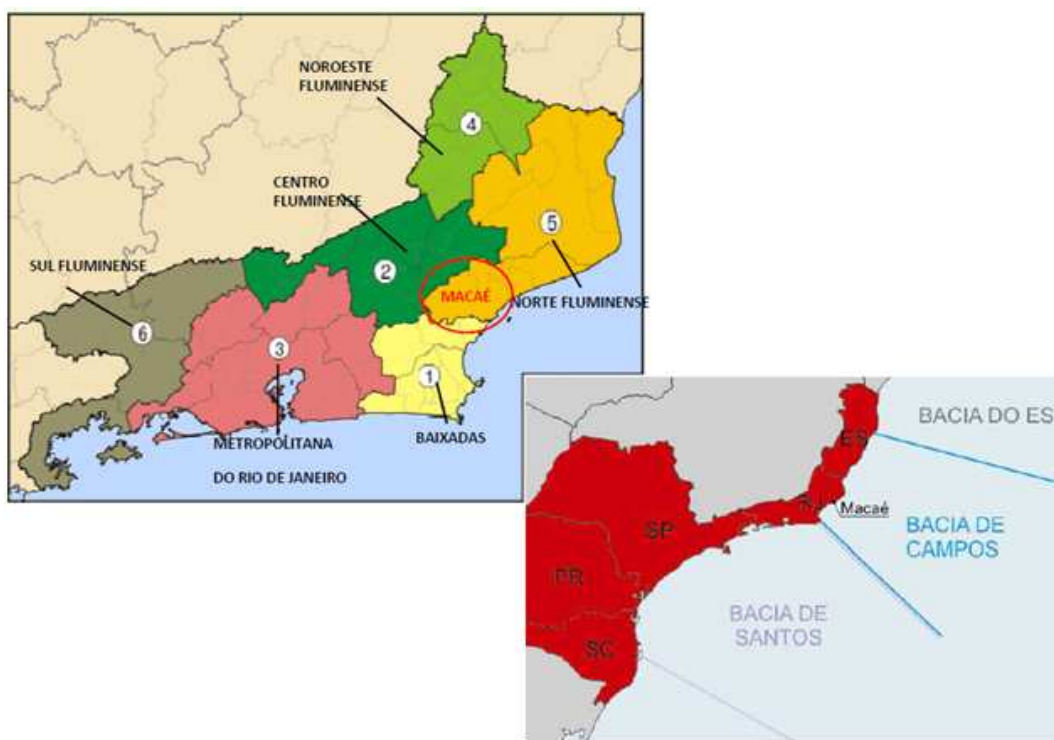 NOROESTE
FLUMINENSE
4
CENTRO
FLUMINENSE
5
SUL FLUMINENSE
2
MACAÉ
NORTE FLUMINENSE
6
3
1
METROPOLITANA
BAIXADAS
DO RIO DE JANEIRO
BACIA DO ES
ES
Macaé
SP
BACIA DE
CAMPOS
PR
BACIA DE
SANTOS
SC